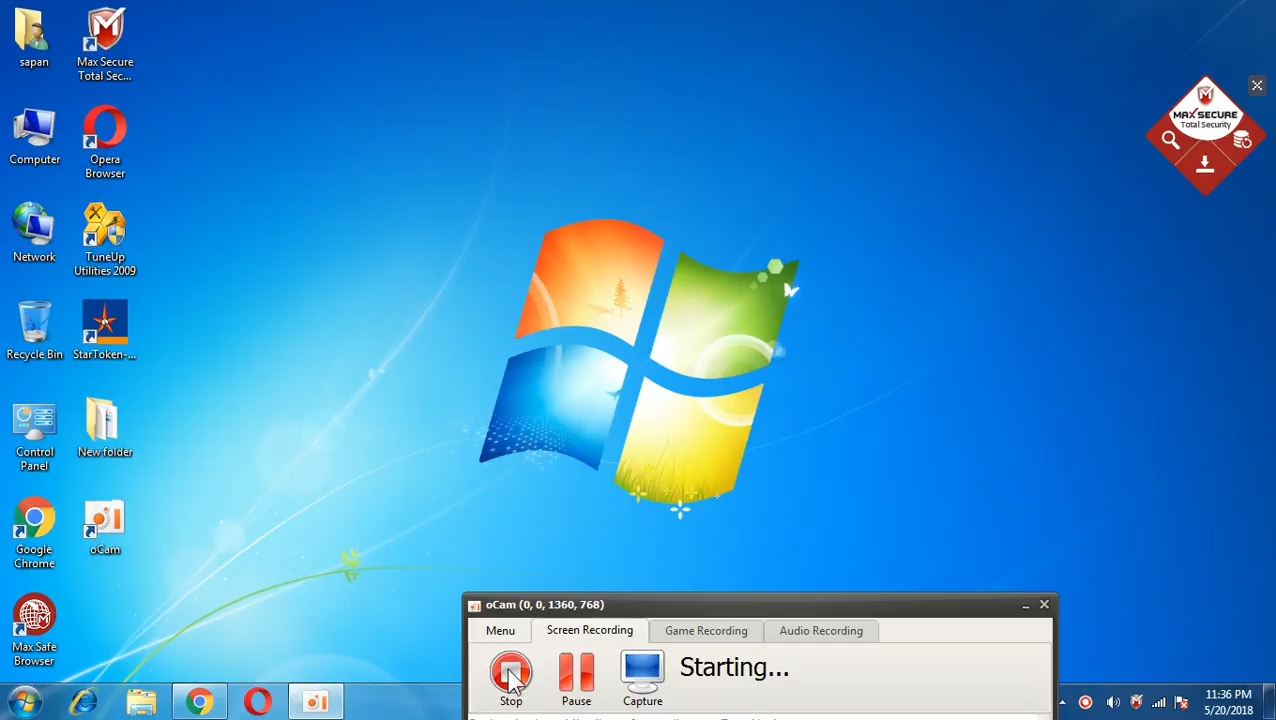 sapan
Max Secure
Total Sec...
Computer
Opera
Browser
Network
TuneUp
Utilities 2009
Recycle Bin
StarToken-...
Control
Panel
New folder
Google
Chrome
oCam
Max Safe
Browser
MAX SECURE
Total Security
oCam (0, 0, 1360, 768)
Menu
Screen Recording
Game Recording
Audio Recording
Starting...
Stop
Pause
Capture
11:36 PM
5/20/2018